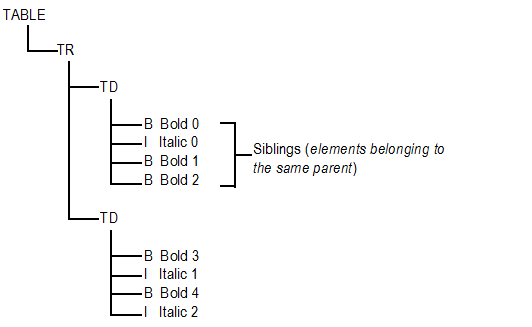 TABLE
TR
TD
B Bold 0
I Italic 0
B Bold 1
B Bold 2
Siblings (elements belonging to
the same parent)
TD
B Bold 3
I Italic 1
B Bold 4
I Italic 2